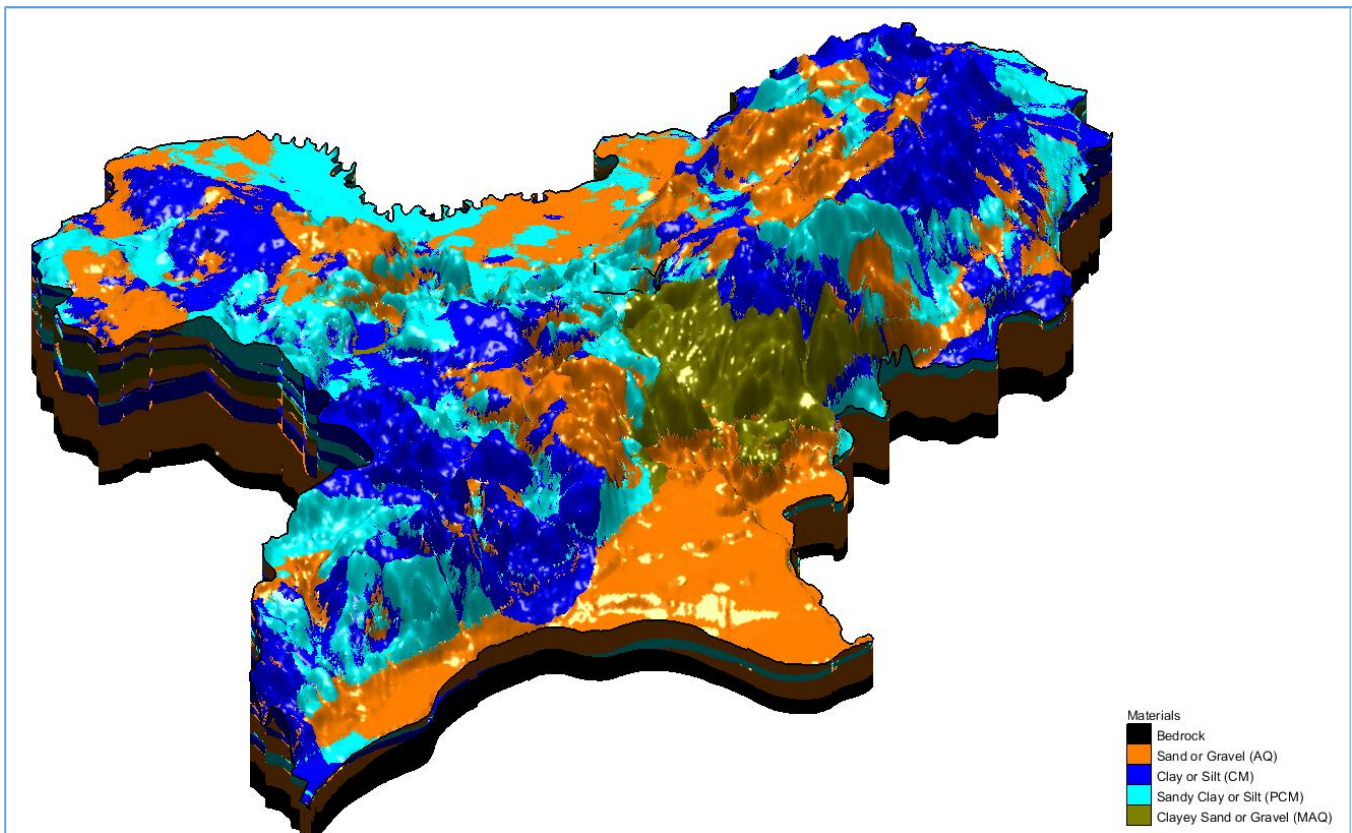 Materials
Bedrock
Sand or Gravel (AQ)
Clay or Silt (CM)
Sandy Clay or Silt (PCM)
Clayey Sand or Gravel (MAQ)